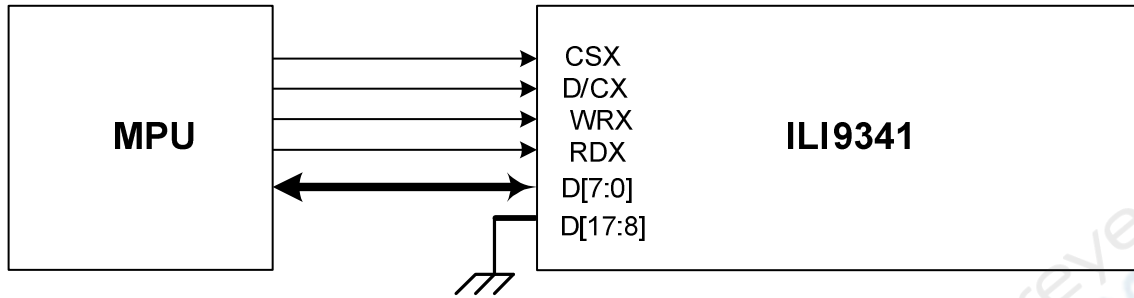 MPU
CSX
D/CX
WRX
RDX
D[7:0]
D[17:8]
ILI9341